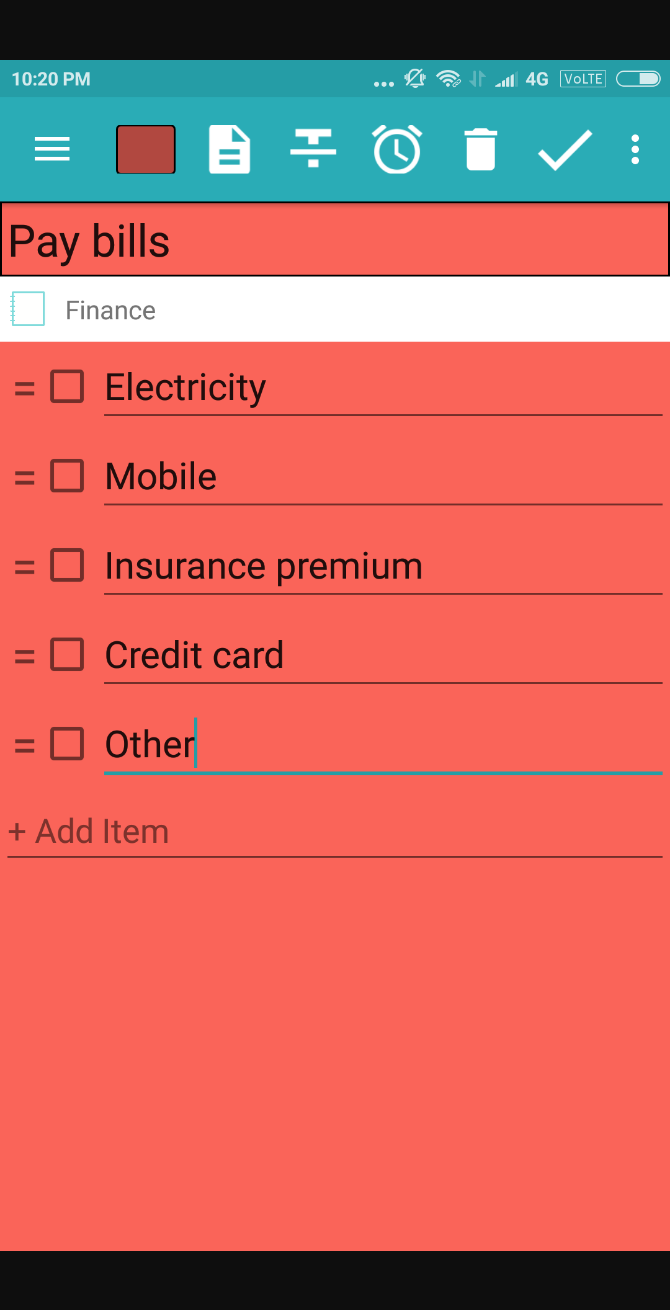 10:20 PM ... 4G VoLTE
Pay bills
Finance
= Electricity
= Mobile
= Insurance premium
= Credit card
= Other
+ Add Item